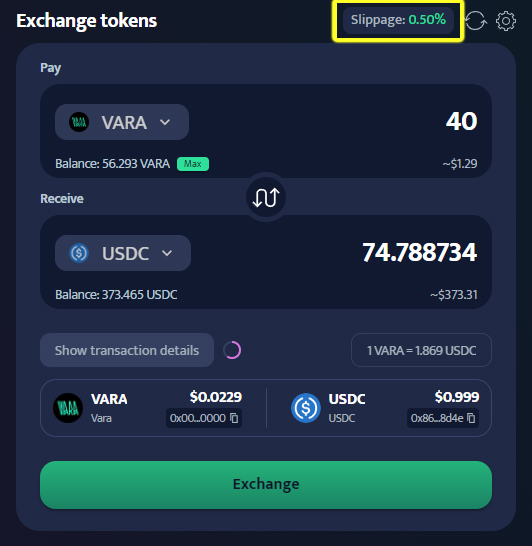 Exchange tokens
Slippage: 0.50%
Pay
VARA
40
Balance: 56.293 VARA Max
~$1.29
Receive
USDC
74.788734
Balance: 373.465 USDC
~$373.31
Show transaction details
1 VARA = 1.869 USDC
VARA
VARA $0.0229
Vara 0x00...0000
USDC $0.999
USDC 0x86...8d4e
Exchange